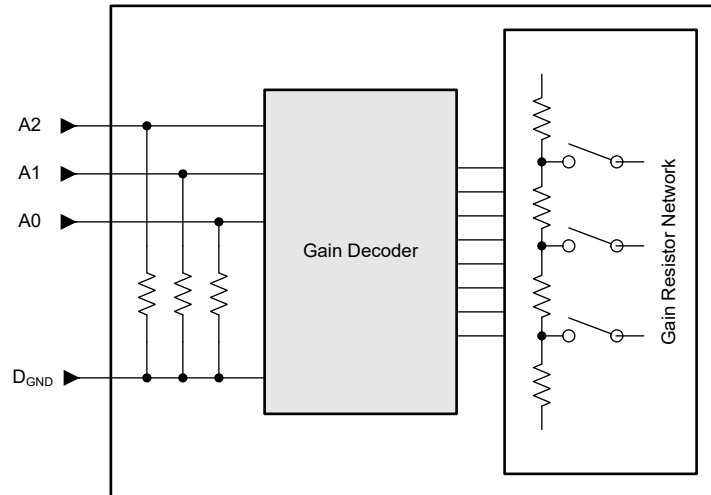 A2
A1
A0
Gain Decoder
Gain Resistor Network
DGND